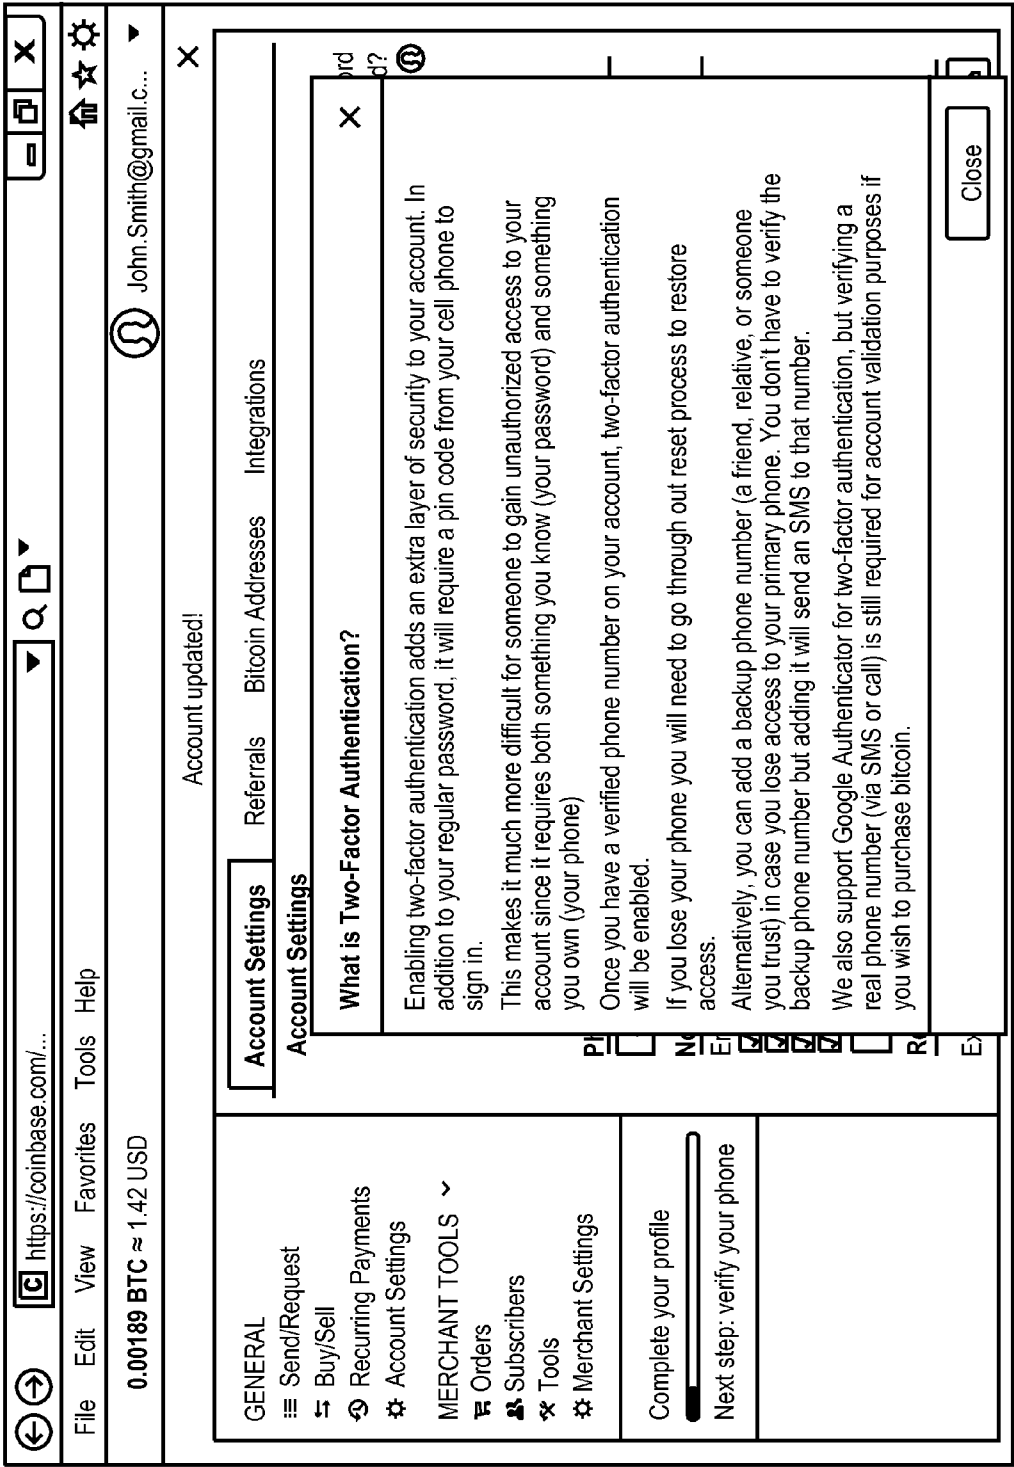 C https://coinbase.com/...
File Edit View Favorites Tools Help
0.00189 BTC ≈ 1.42 USD
John.Smith@gmail.c...
Account updated!
GENERAL
Send/Request
Buy/Sell
Recurring Payments
Account Settings
MERCHANT TOOLS
Orders
Subscribers
Tools
Merchant Settings
Complete your profile
Next step: verify your phone
Account Settings Referrals Bitcoin Addresses Integrations
Account Settings
What is Two-Factor Authentication?
Enabling two-factor authentication adds an extra layer of security to your account. In
addition to your regular password, it will require a pin code from your cell phone to
sign in.
This makes it much more difficult for someone to gain unauthorized access to your
account since it requires both something you know (your password) and something
you own (your phone)
Once you have a verified phone number on your account, two-factor authentication
will be enabled.
If you lose your phone you will need to go through out reset process to restore
access.
Alternatively, you can add a backup phone number (a friend, relative, or someone
you trust) in case you lose access to your primary phone. You don't have to verify the
backup phone number but adding it will send an SMS to that number.
We also support Google Authenticator for two-factor authentication, but verifying a
real phone number (via SMS or call) is still required for account validation purposes if
you wish to purchase bitcoin.
Close